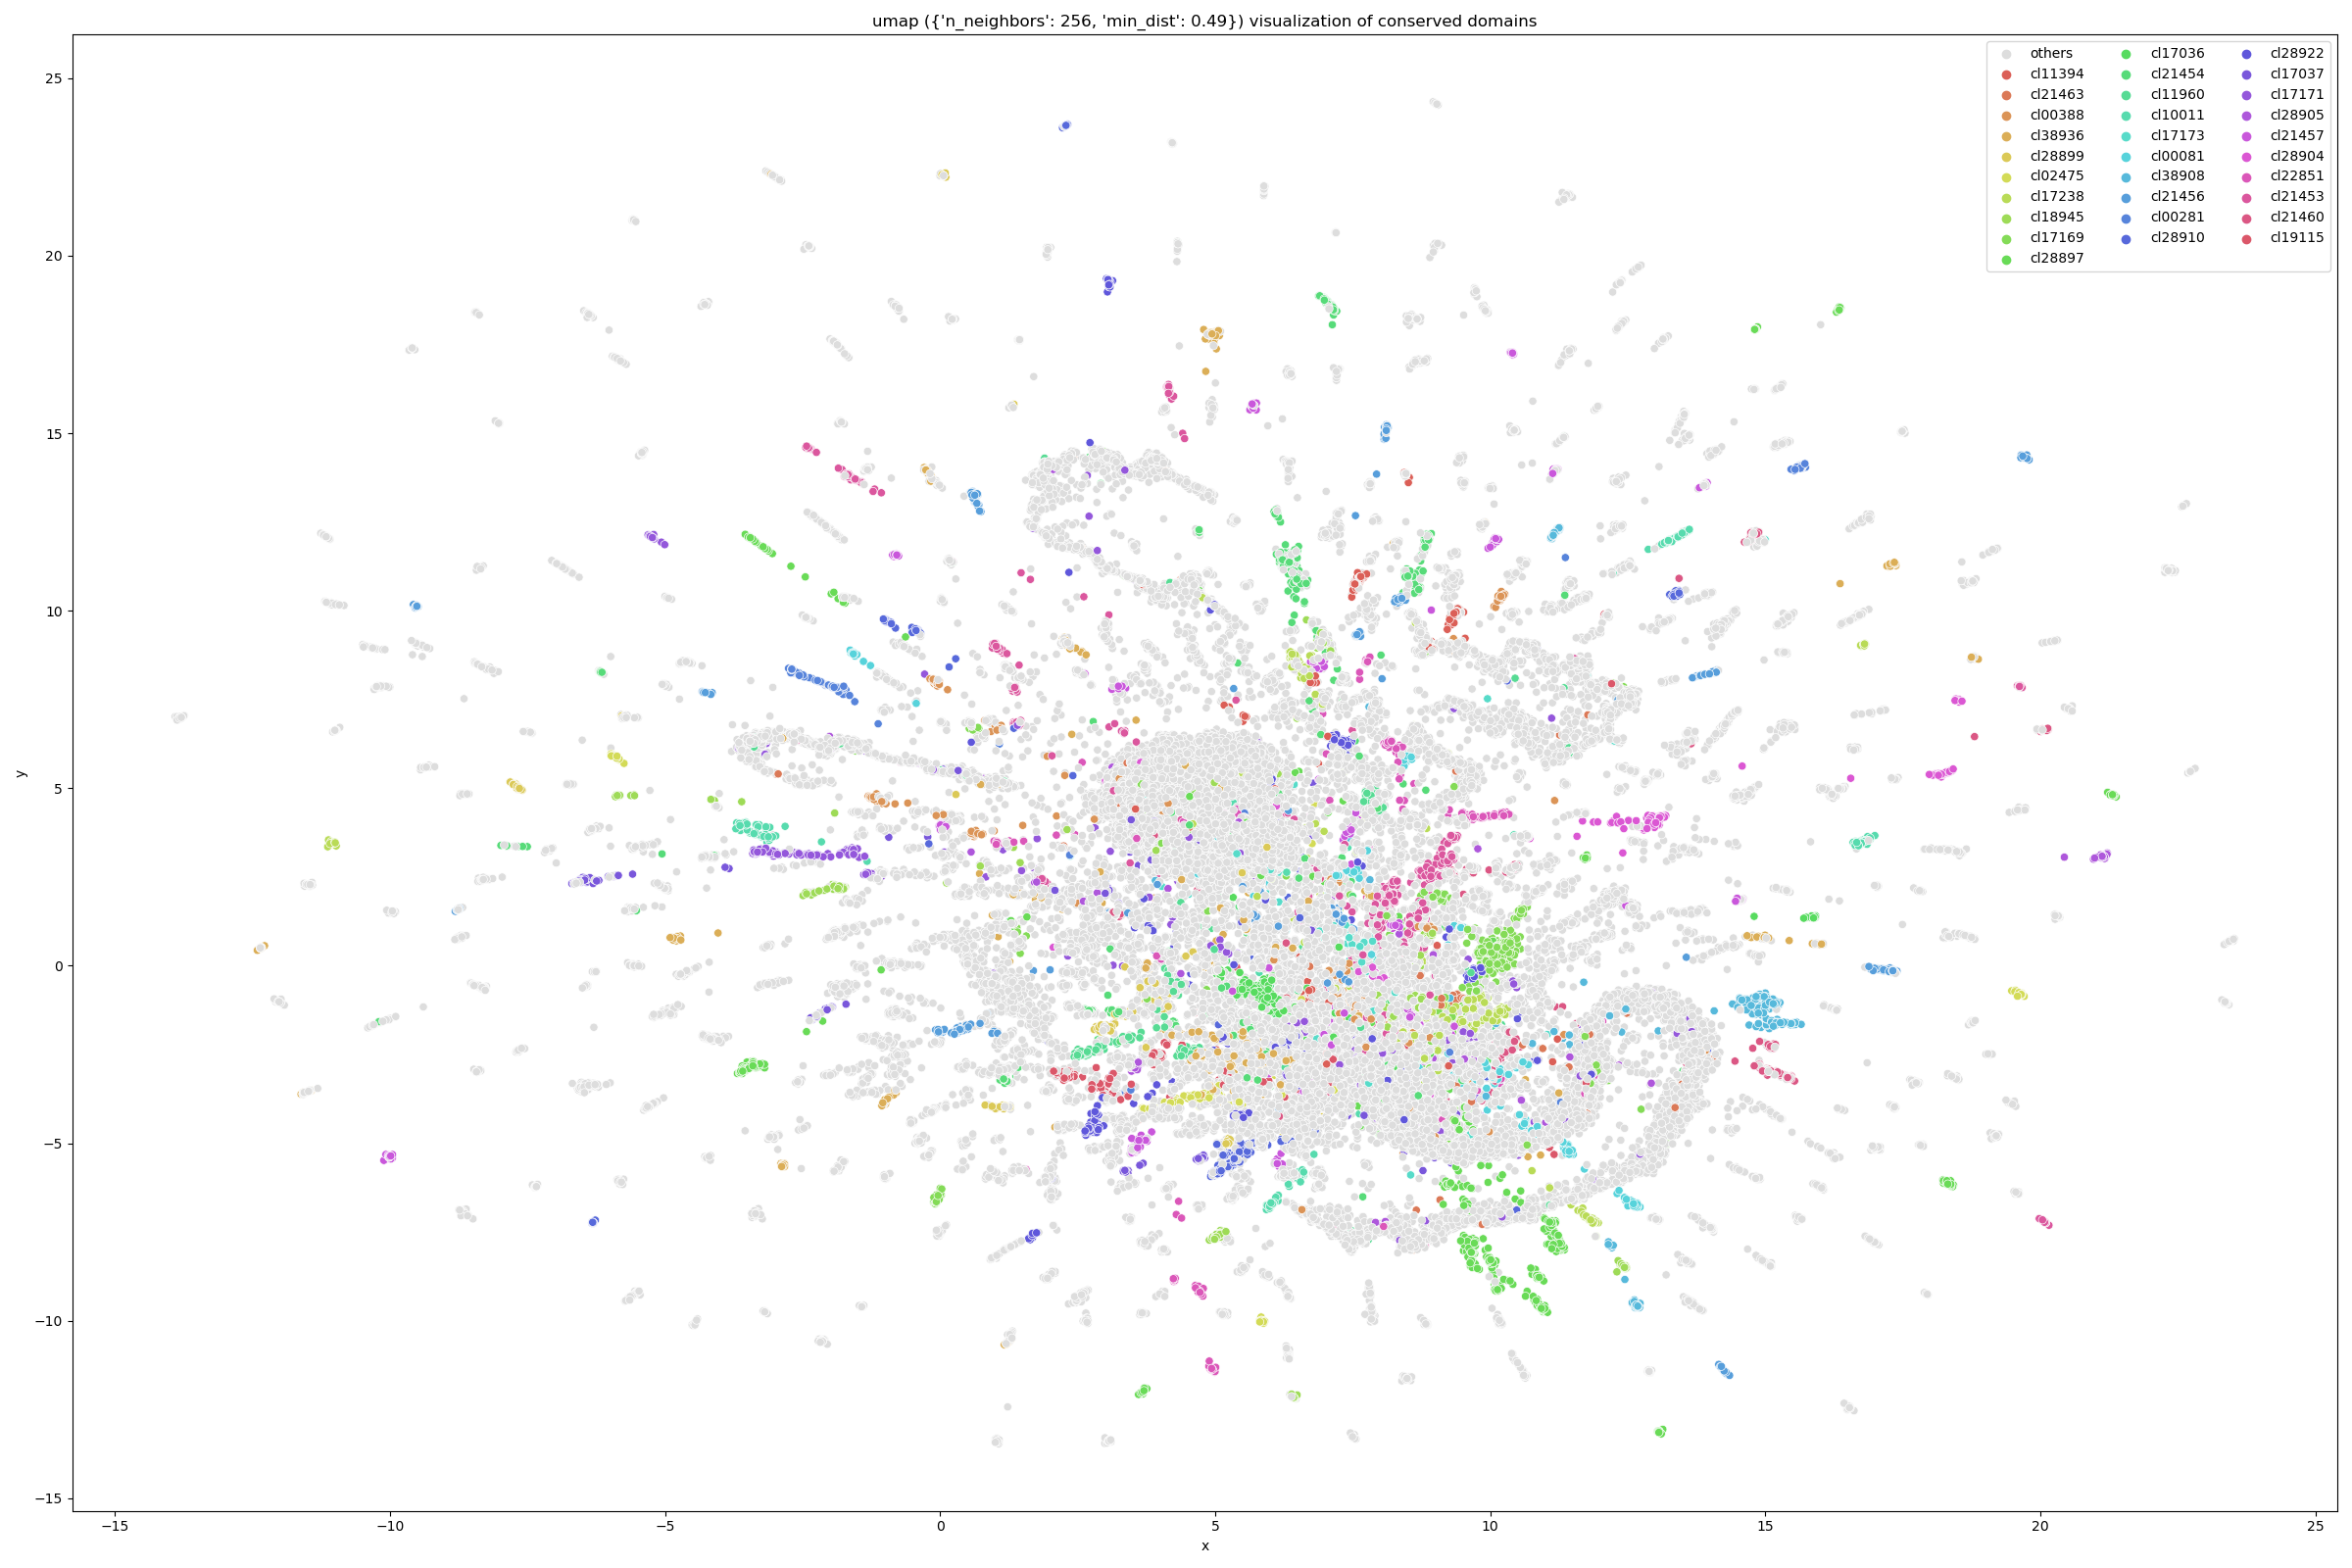 umap ({'n_neighbors': 256, 'min_dist': 0.49}) visualization of conserved domains
others
cl11394
cl21463
cl00388
cl38936
cl28899
cl02475
cl17238
cl18945
cl17169
cl28897
cl17036
cl21454
cl11960
cl10011
cl17173
cl00081
cl38908
cl21456
cl00281
cl28910
cl28922
cl17037
cl17171
cl28905
cl21457
cl28904
cl22851
cl21453
cl21460
cl19115
25
20
15
10
5
0
−5
−10
−15
y
−15
−10
−5
0
5
10
15
20
25
x